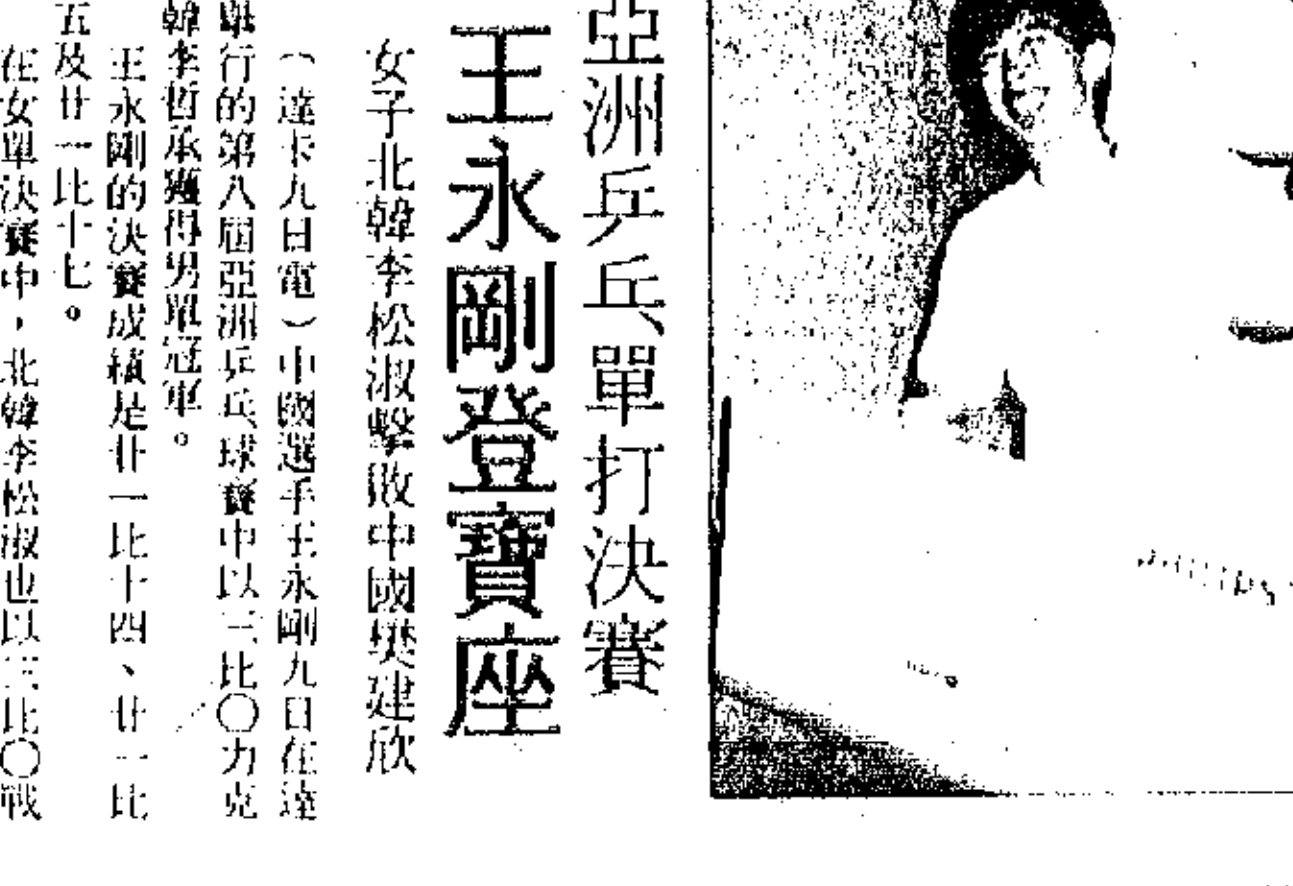 亞洲乒乓單打決賽
王永剛登寶座
女子北韓李松淑擊敗中國樊建欣
（達卡九日電）中國選手王永剛九日在達
舉行的第八屆亞洲乒乓球賽中以三比〇力克
韓李哲承獲得男單冠軍。
王永剛的決賽成績是廿一比十四、廿一比
五及廿一比十七。
在女單決賽中，北韓李松淑也以三比〇戰